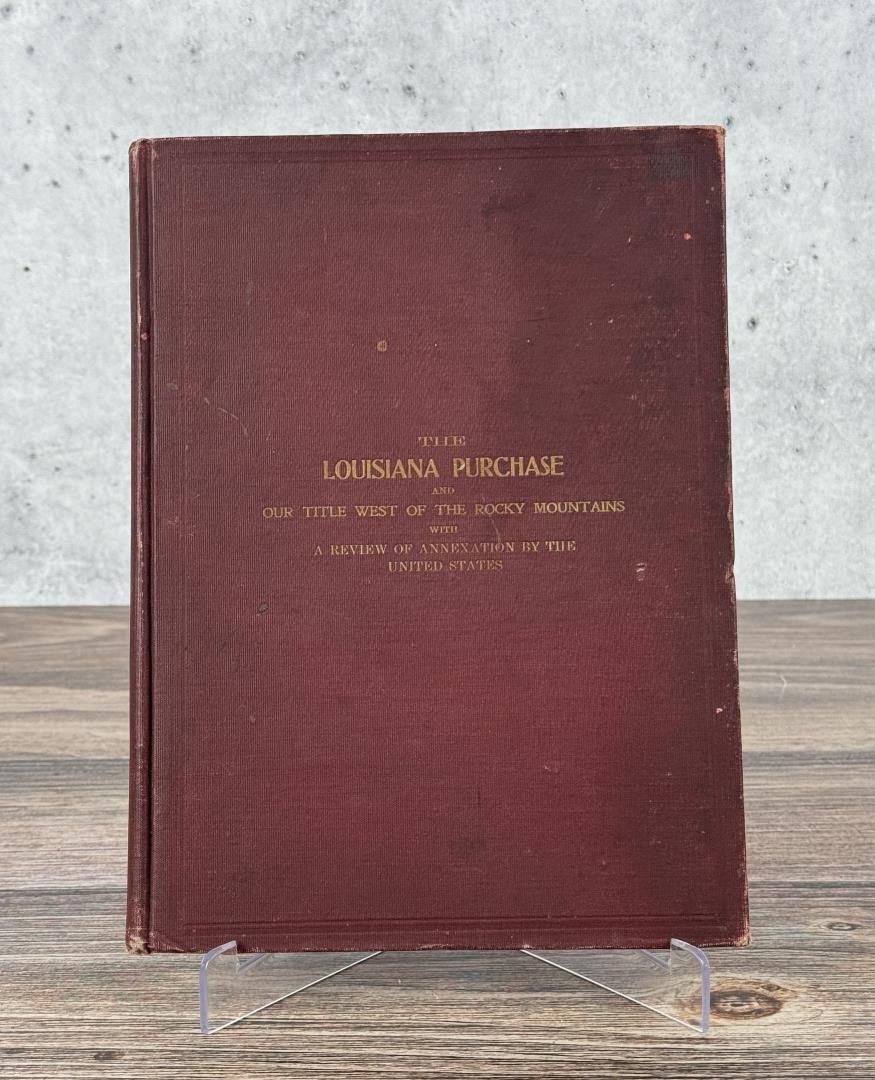 THE
LOUISIANA PURCHASE
AND
OUR TITLE WEST OF THE ROCKY MOUNTAINS
WITH
A REVIEW OF ANNEXATION BY THE
UNITED STATES